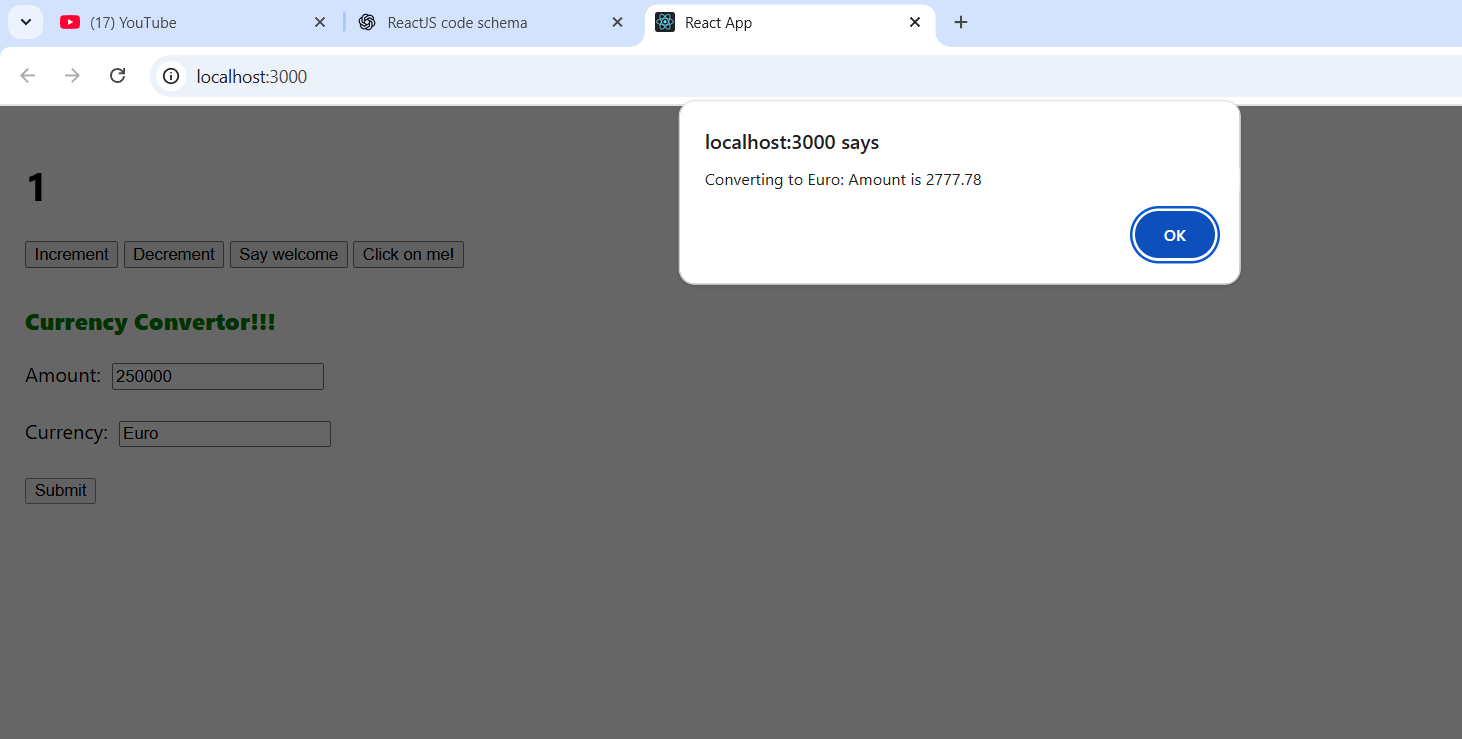 (17) YouTube
ReactJS code schema
React App
localhost:3000
localhost:3000 says
Converting to Euro: Amount is 2777.78
OK
1
Increment Decrement Say welcome Click on me!
Currency Convertor!!!
Amount: 250000
Currency: Euro
Submit